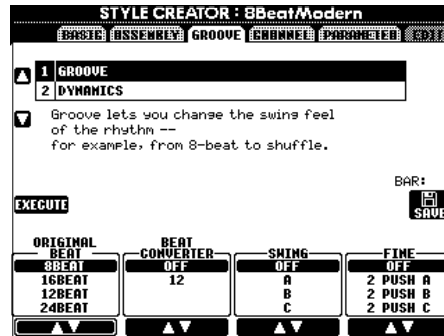 STYLE CREATOR : 8BeatModern
BASIC ASSEMBLY GROOVE CHANNEL PARAMETER EDIT
1 GROOVE
2 DYNAMICS
Groove lets you change the swing feel
of the rhythm --
for example, from 8-beat to shuffle.
BAR:
EXECUTE
SAVE
ORIGINAL BEAT
8BEAT
16BEAT
12BEAT
24BEAT
BEAT CONVERTER
OFF
12
SWING
OFF
A
B
C
FINE
OFF
2 PUSH A
2 PUSH B
2 PUSH C